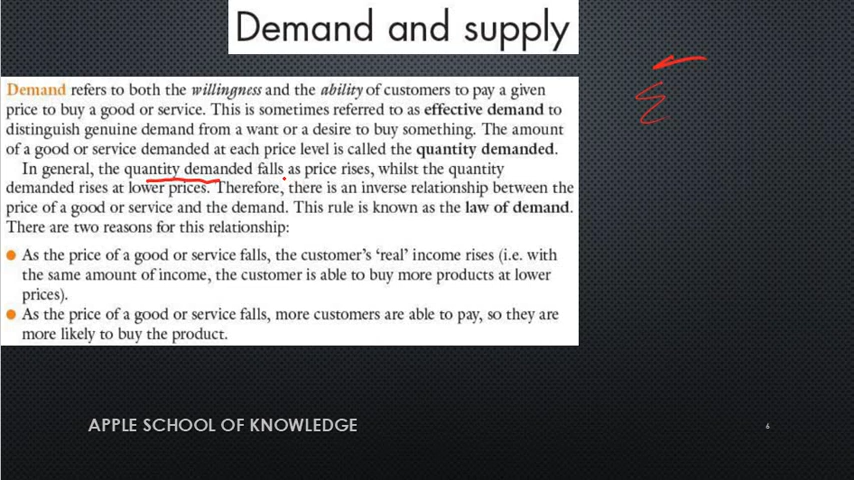 Demand and supply
Demand refers to both the willingness and the ability of customers to pay a given
price to buy a good or service. This is sometimes referred to as effective demand to
distinguish genuine demand from a want or a desire to buy something. The amount
of a good or service demanded at each price level is called the quantity demanded.
In general, the quantity demanded falls as price rises, whilst the quantity
demanded rises at lower prices. Therefore, there is an inverse relationship between the
price of a good or service and the demand. This rule is known as the law of demand.
There are two reasons for this relationship:
● As the price of a good or service falls, the customer's 'real' income rises (i.e. with
the same amount of income, the customer is able to buy more products at lower
prices).
● As the price of a good or service falls, more customers are able to pay, so they are
more likely to buy the product.
APPLE SCHOOL OF KNOWLEDGE
6